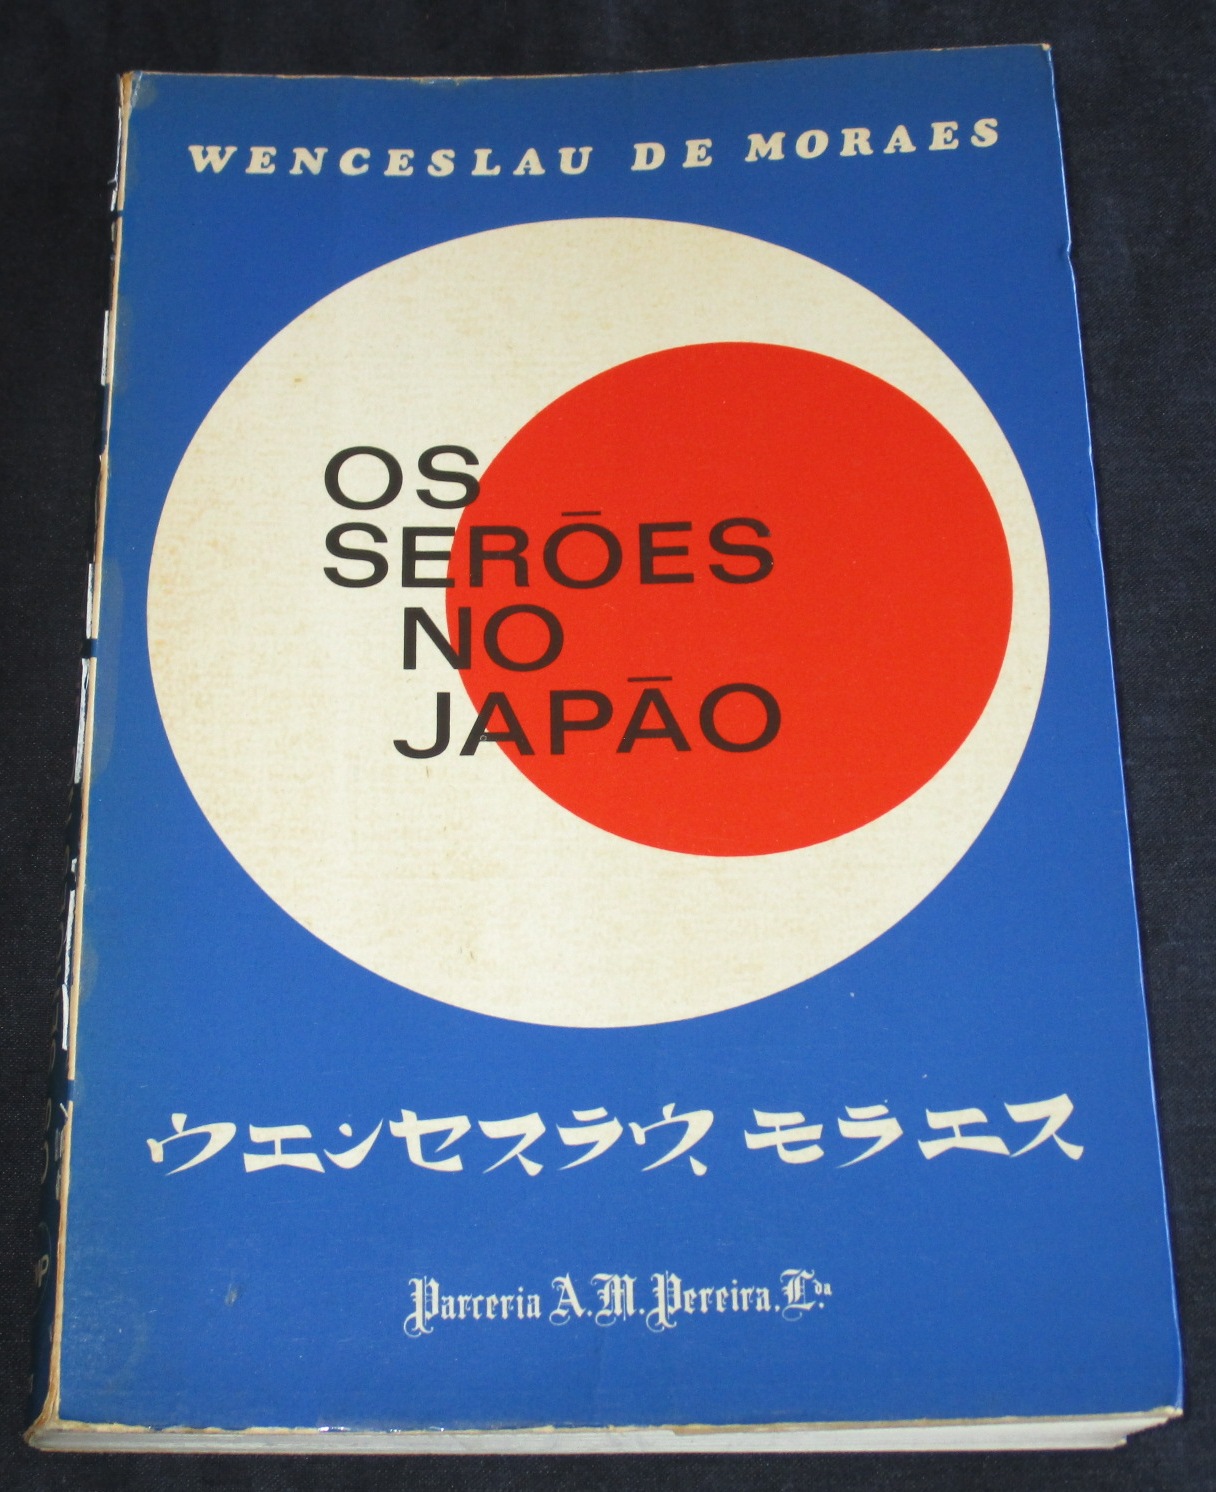 WENCESLAU DE MORAES
OS
SERÕES
NO
JAPÃO
ウエンセスラウ、モラエス
Parceria A. M. Pereira, L.da